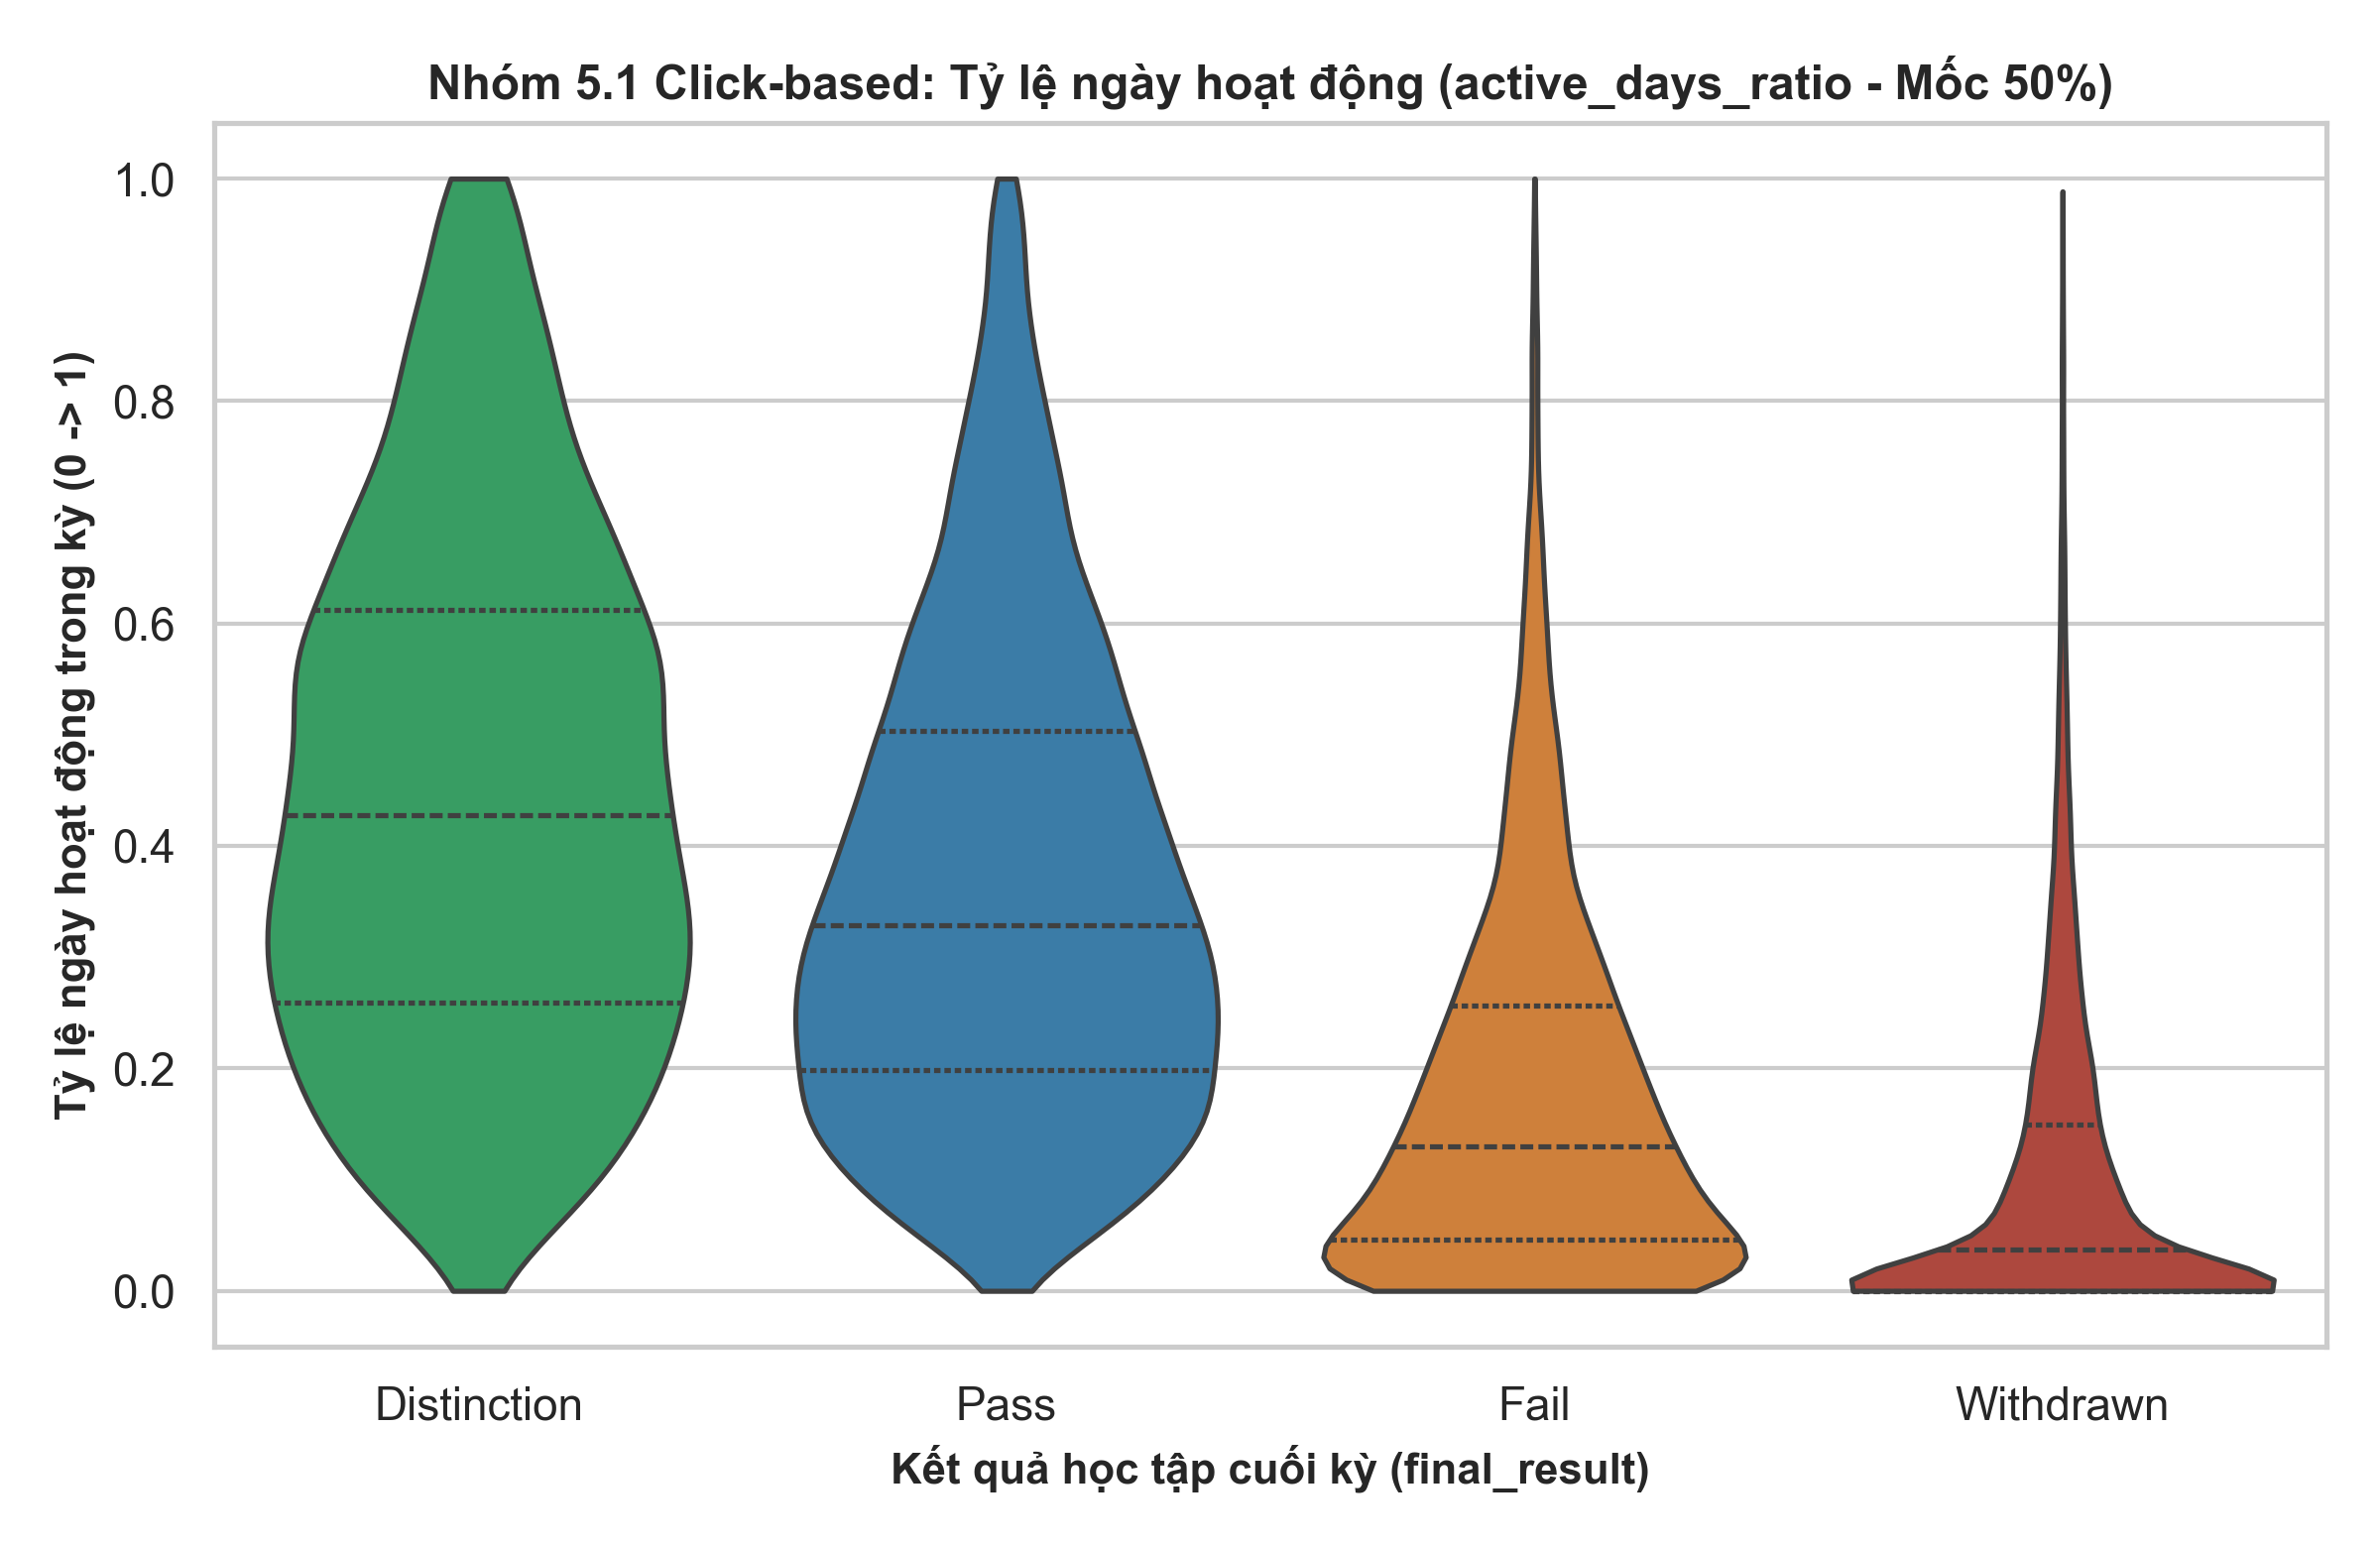 Nhóm 5.1 Click-based: Tỷ lệ ngày hoạt động (active_days_ratio - Mốc 50%)
Tỷ lệ ngày hoạt động trong kỳ (0 -> 1)
1.0
0.8
0.6
0.4
0.2
0.0
Distinction Pass Fail Withdrawn
Kết quả học tập cuối kỳ (final_result)